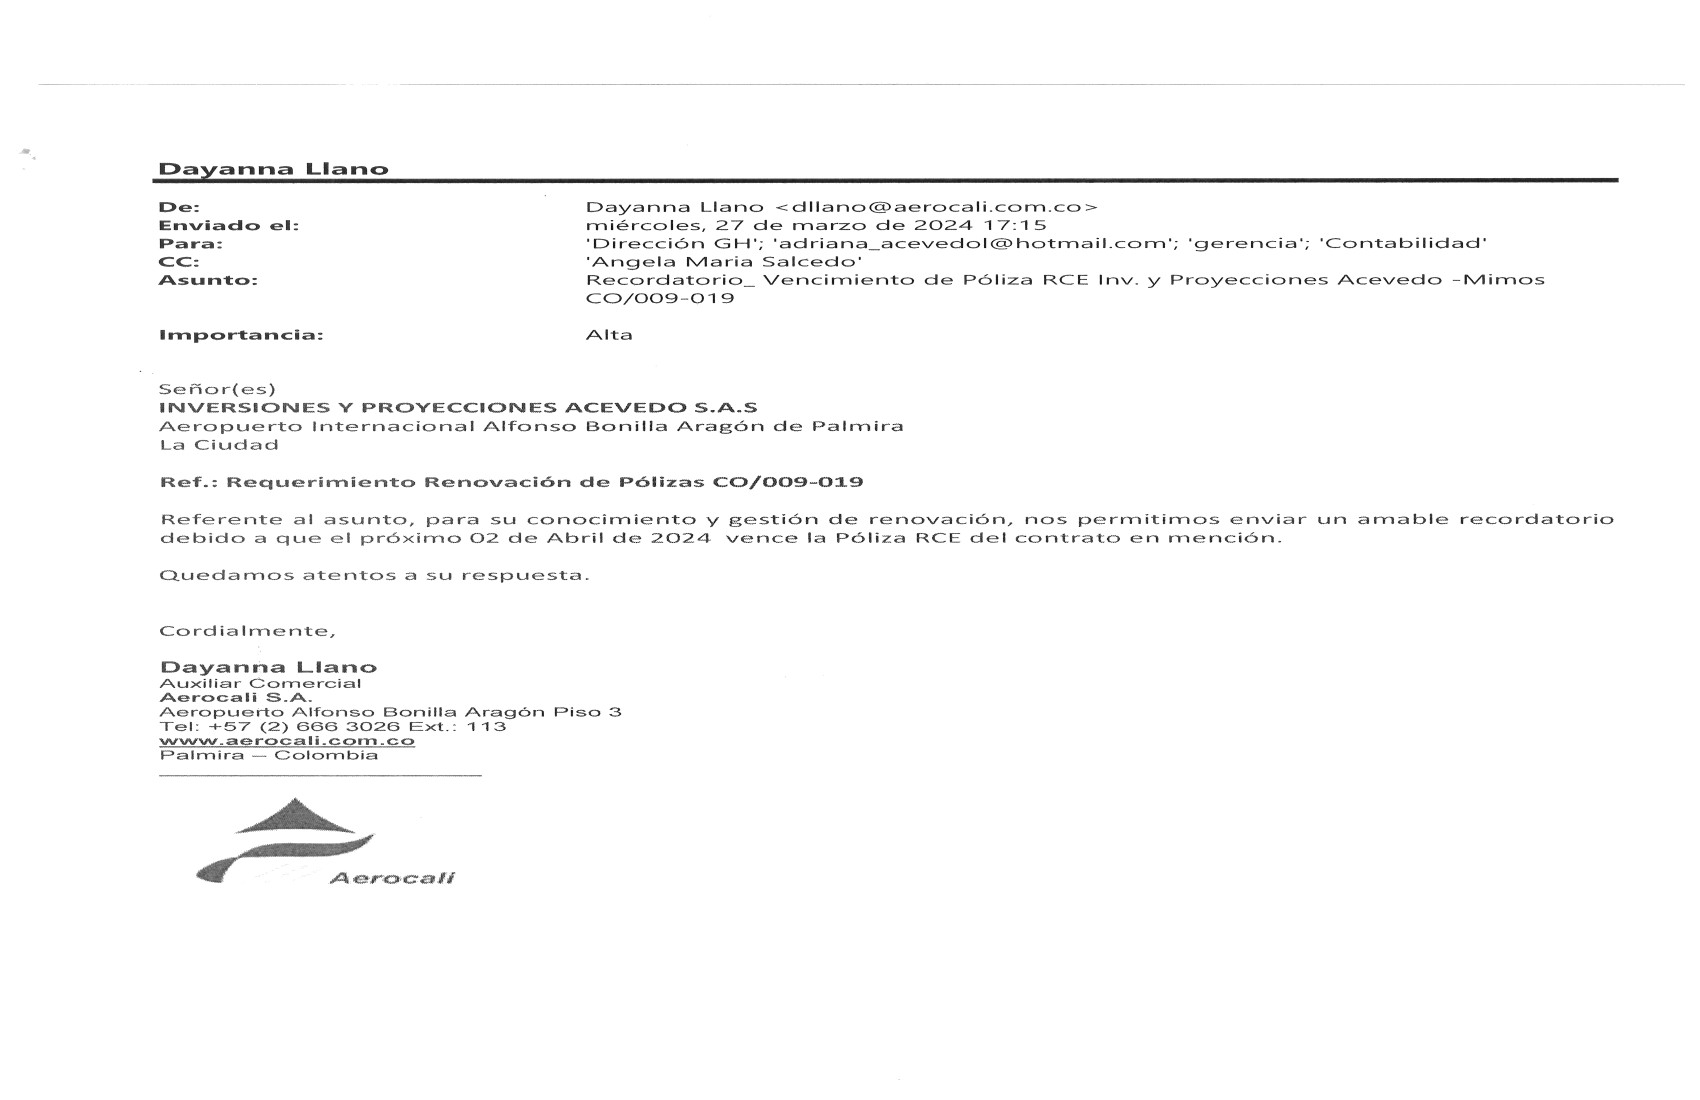 Dayanna Llano
De: Dayanna Llano <dllano@aerocali.com.co>
Enviado el: miércoles, 27 de marzo de 2024 17:15
Para: 'Dirección GH'; 'adriana_acevedol@hotmail.com'; 'gerencia'; 'Contabilidad'
CC: 'Angela Maria Salcedo'
Asunto: Recordatorio_ Vencimiento de Póliza RCE Inv. y Proyecciones Acevedo -Mimos
CO/009-019
Importancia: Alta
Señor(es)
INVERSIONES Y PROYECCIONES ACEVEDO S.A.S
Aeropuerto Internacional Alfonso Bonilla Aragón de Palmira
La Ciudad
Ref.: Requerimiento Renovación de Pólizas CO/009-019
Referente al asunto, para su conocimiento y gestión de renovación, nos permitimos enviar un amable recordatorio
debido a que el próximo 02 de Abril de 2024 vence la Póliza RCE del contrato en mención.
Quedamos atentos a su respuesta.
Cordialmente,
Dayanna Llano
Auxiliar Comercial
Aerocali S.A.
Aeropuerto Alfonso Bonilla Aragón Piso 3
Tel: +57 (2) 666 3026 Ext.: 113
www.aerocali.com.co
Palmira – Colombia
Aerocali